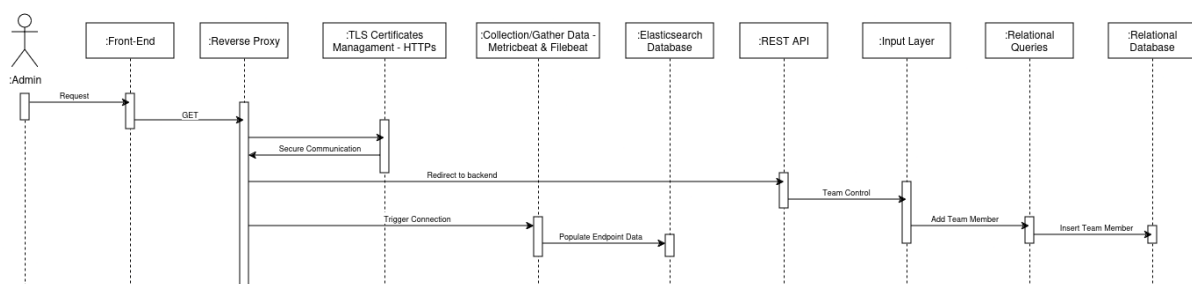 :Admin
:Front-End
:Reverse Proxy
:TLS Certificates
Managament - HTTPs
:Collection/Gather Data -
Metricbeat & Filebeat
:Elasticsearch
Database
:REST API
:Input Layer
:Relational
Queries
:Relational
Database
Request
GET
Secure Communication
Redirect to backend
Team Control
Trigger Connection
Add Team Member
Insert Team Member
Populate Endpoint Data